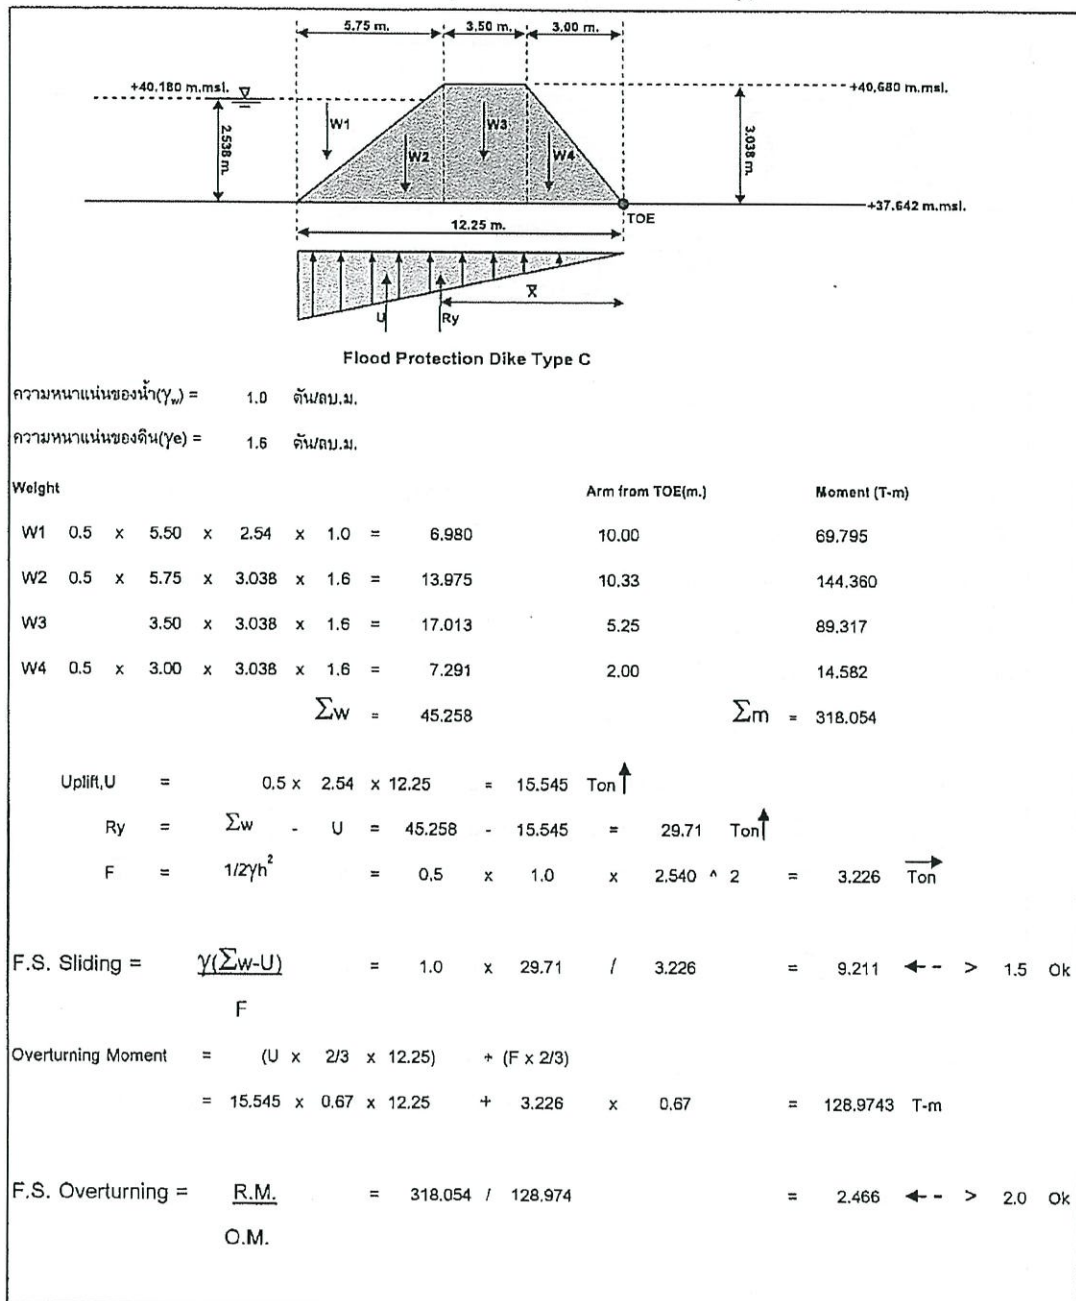 5.75 m. 3.50 m. 3.00 m.
+40.180 m.msl.
+40,680 m.msl.
2.538 m.
W1
W2
W3
W4
3.038 m.
+37.642 m.msl.
TOE
12.25 m.
X̄
U
Ry
Flood Protection Dike Type C
ความหนาแน่นของน้ำ(γw) = 1.0 ตัน/ลบ.ม.
ความหนาแน่นของดิน(γe) = 1.6 ตัน/ลบ.ม.
Weight Arm from TOE(m.) Moment (T-m)
W1 0.5 x 5.50 x 2.54 x 1.0 = 6.980 10.00 69.795
W2 0.5 x 5.75 x 3.038 x 1.6 = 13.975 10.33 144.360
W3 3.50 x 3.038 x 1.6 = 17.013 5.25 89.317
W4 0.5 x 3.00 x 3.038 x 1.6 = 7.291 2.00 14.582
Σw = 45.258 Σm = 318.054
Uplift,U = 0.5 x 2.54 x 12.25 = 15.545 Ton ↑
Ry = Σw - U = 45.258 - 15.545 = 29.71 Ton ↑
F = 1/2γh² = 0.5 x 1.0 x 2.540 ^ 2 = 3.226 Ton →
F.S. Sliding = γ(Σw-U) = 1.0 x 29.71 / 3.226 = 9.211 ←-- > 1.5 Ok
F
Overturning Moment = (U x 2/3 x 12.25) + (F x 2/3)
= 15.545 x 0.67 x 12.25 + 3.226 x 0.67 = 128.9743 T-m
F.S. Overturning = R.M. = 318.054 / 128.974 = 2.466 ←-- > 2.0 Ok
O.M.